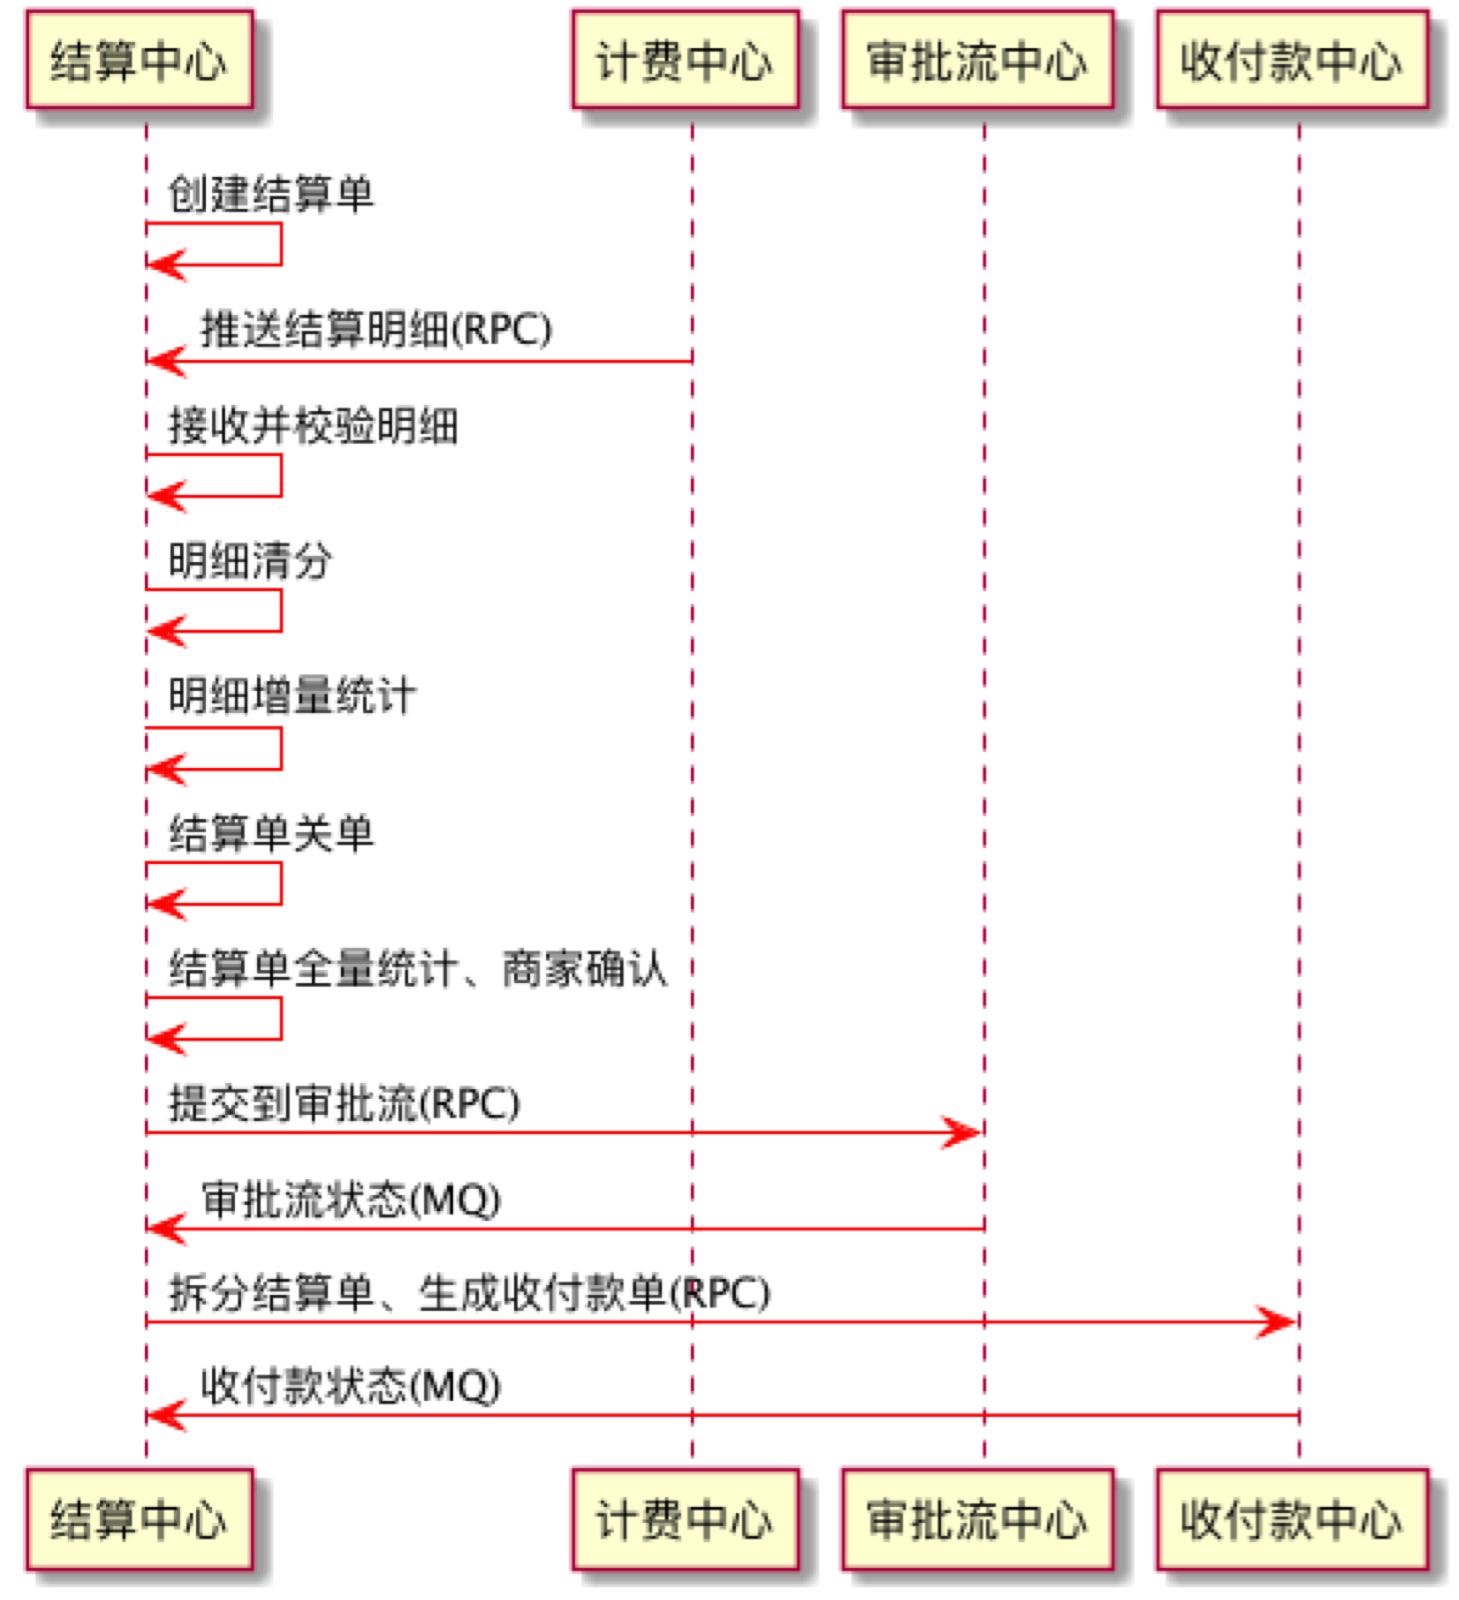 结算中心
计费中心
审批流中心
收付款中心
创建结算单
推送结算明细(RPC)
接收并校验明细
明细清分
明细增量统计
结算单关单
结算单全量统计、商家确认
提交到审批流(RPC)
审批流状态(MQ)
拆分结算单、生成收付款单(RPC)
收付款状态(MQ)
结算中心
计费中心
审批流中心
收付款中心